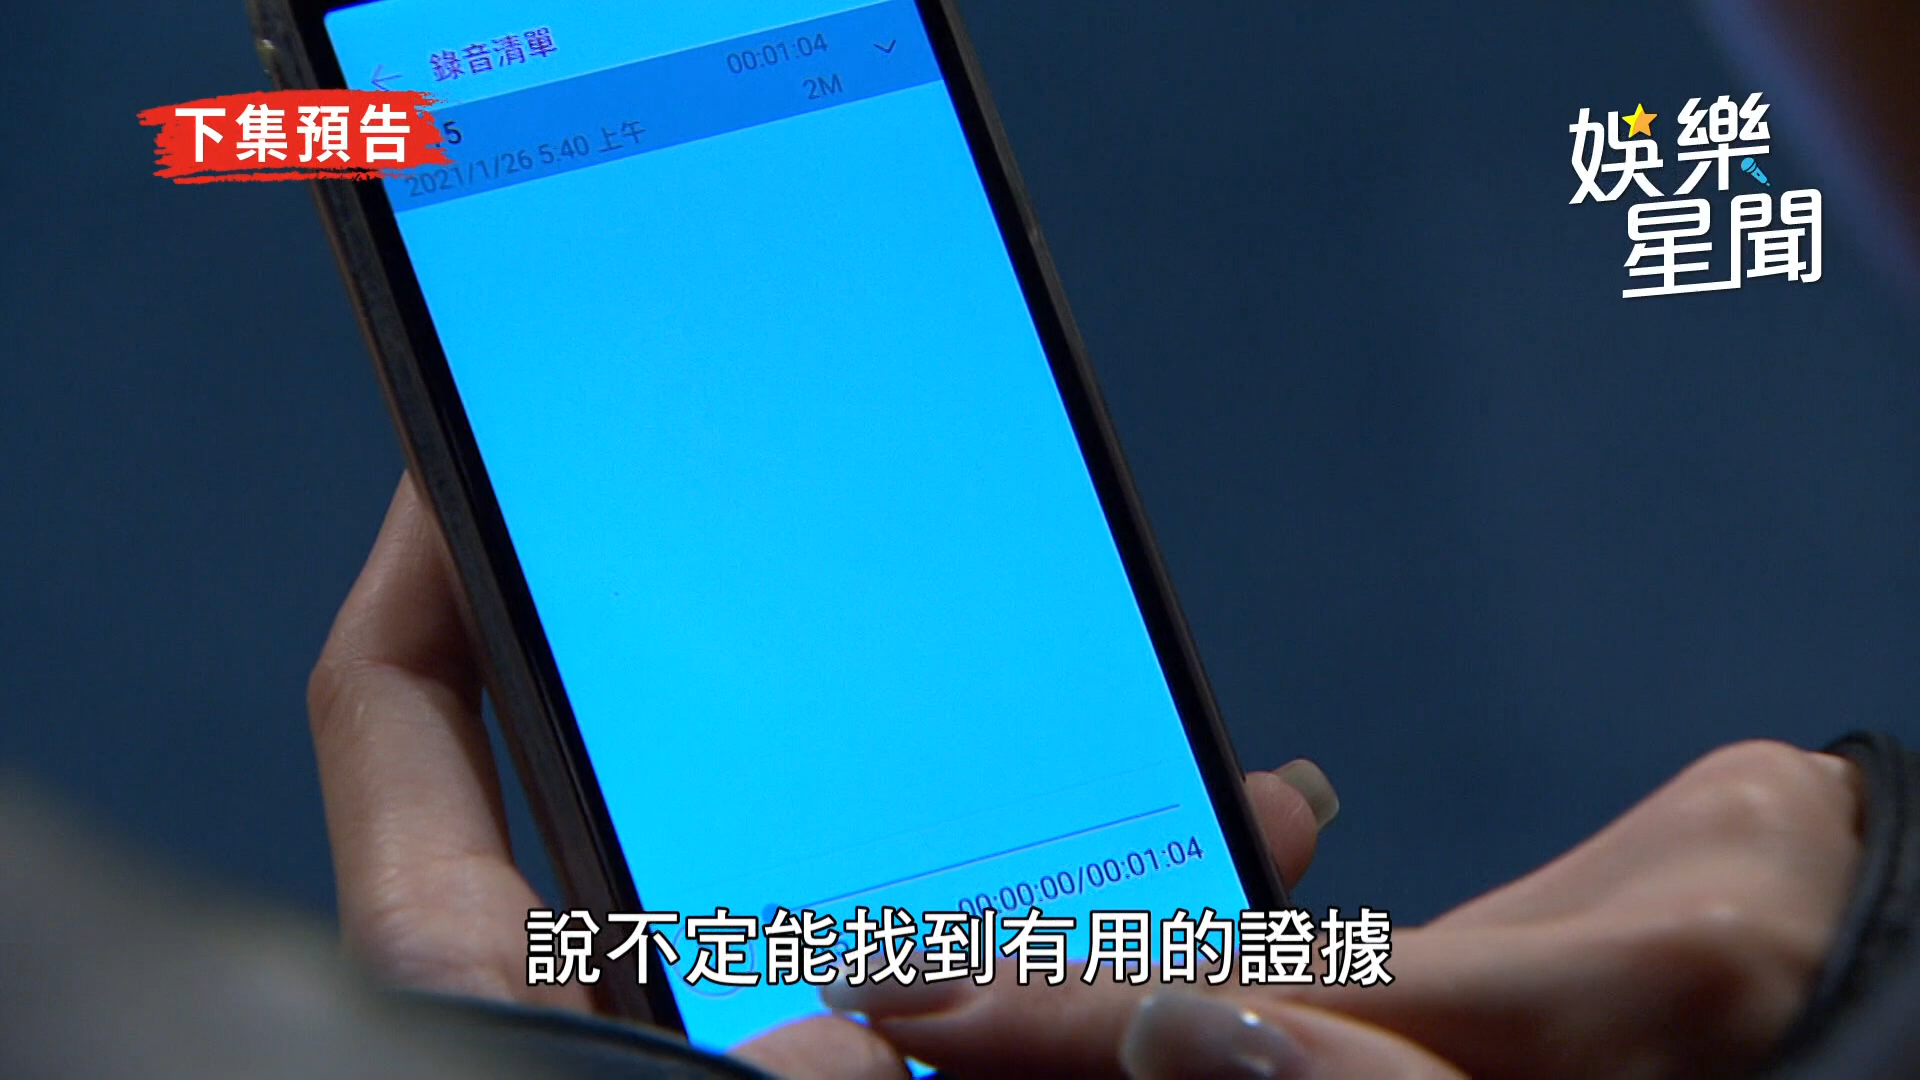 錄音清單
00:01:04
2M
.5
2021/1/26 5:40 上午
下集預告
娛樂
星聞
00:00:00/00:01:04
說不定能找到有用的證據